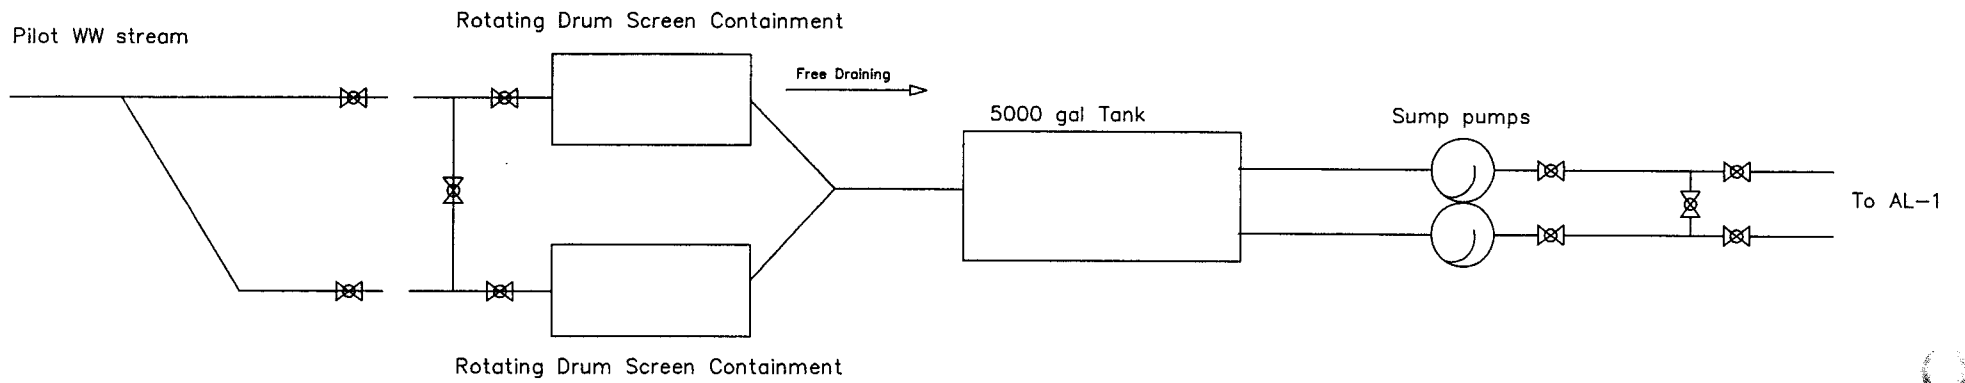 Rotating Drum Screen Containment
Pilot WW stream
Free Draining
5000 gal Tank
Sump pumps
To AL-1
Rotating Drum Screen Containment